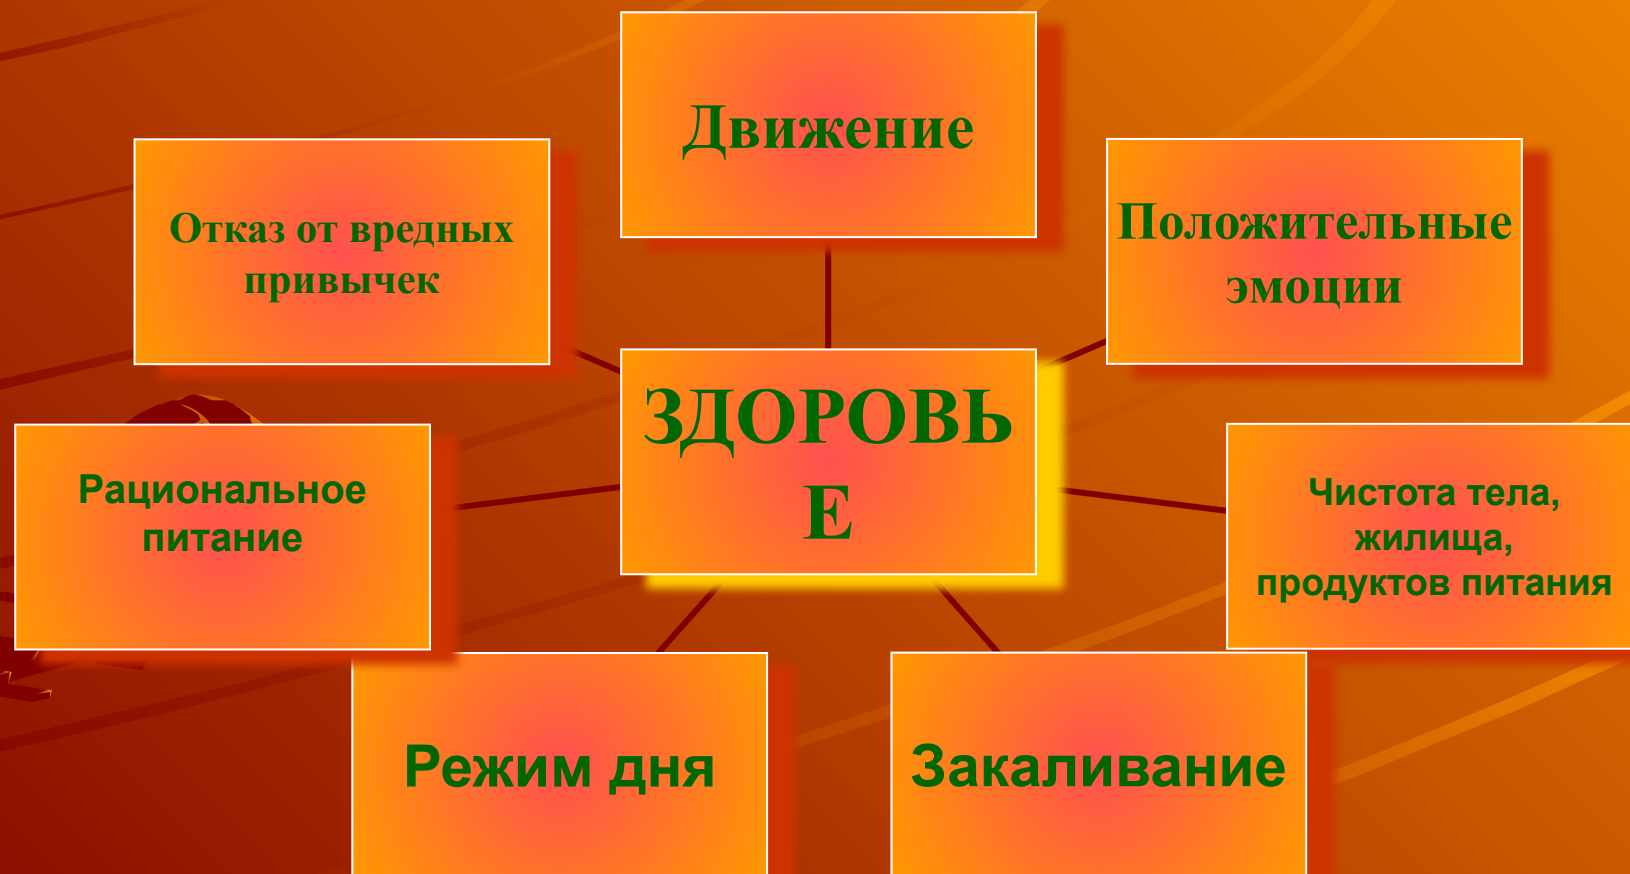 Движение
Отказ от вредных
привычек
Положительные
эмоции
ЗДОРОВЬ
Е
Рациональное
питание
Чистота тела,
жилища,
продуктов питания
Режим дня
Закаливание